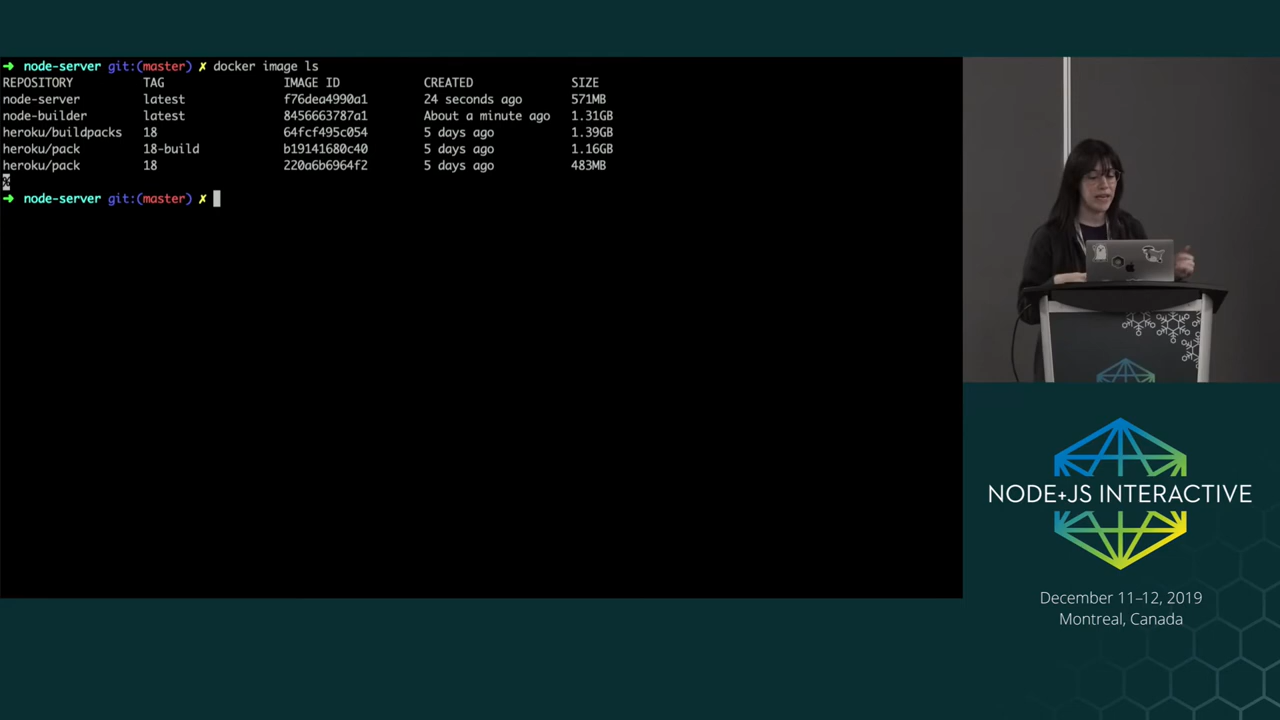 ➜ node-server git:(master) ✗ docker image ls
REPOSITORY TAG IMAGE ID CREATED SIZE
node-server latest f76dea4990a1 24 seconds ago 571MB
node-builder latest 8456663787a1 About a minute ago 1.31GB
heroku/buildpacks 18 64fcf495c054 5 days ago 1.39GB
heroku/pack 18-build b19141680c40 5 days ago 1.16GB
heroku/pack 18 220a6b6964f2 5 days ago 483MB
➜ node-server git:(master) ✗
NODE+JS INTERACTIVE
December 11–12, 2019
Montreal, Canada